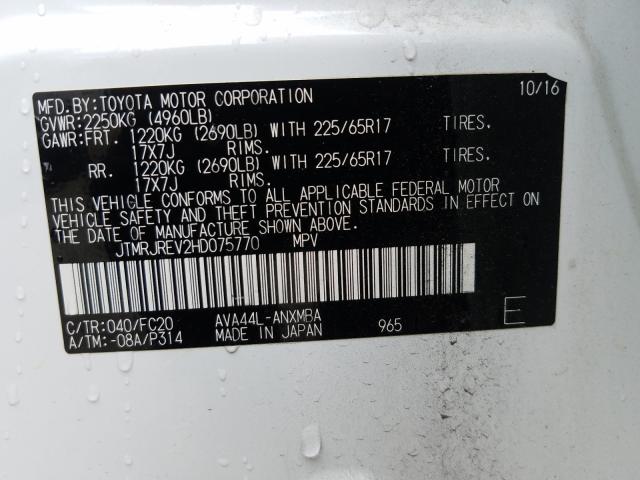 MFD.BY:TOYOTA MOTOR CORPORATION 10/16
GVWR:2250KG (4960LB)
GAWR:FRT. 1220KG (2690LB) WITH 225/65R17 TIRES.
17X7J RIMS.
RR. 1220KG (2690LB) WITH 225/65R17 TIRES.
17X7J RIMS.
THIS VEHICLE CONFORMS TO ALL APPLICABLE FEDERAL MOTOR
VEHICLE SAFETY AND THEFT PREVENTION STANDARDS IN EFFECT ON
THE DATE OF MANUFACTURE SHOWN ABOVE.
JTMRJREV2HD075770 MPV
C/TR:040/FC20 AVA44L-ANXMBA
A/TM:-08A/P314 MADE IN JAPAN 965 E